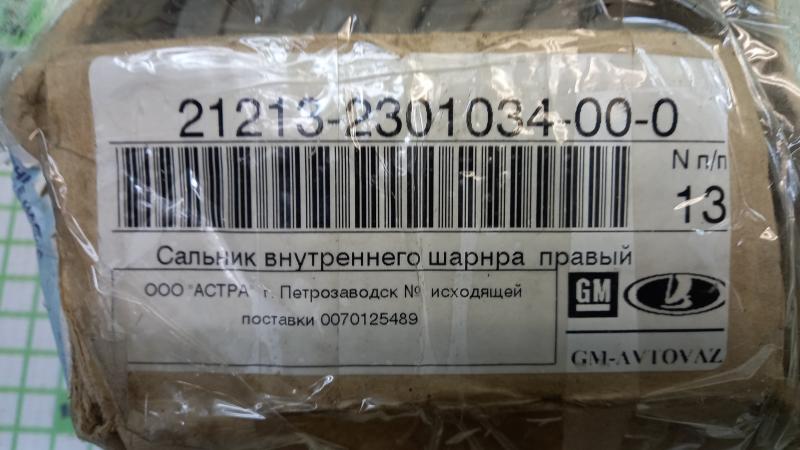 21213-2301034-00-0
N п/п
13
Сальник внутреннего шарнра правый
ООО "АСТРА" г. Петрозаводск № исходящей
поставки 0070125489
GM
GM-AVTOVAZ